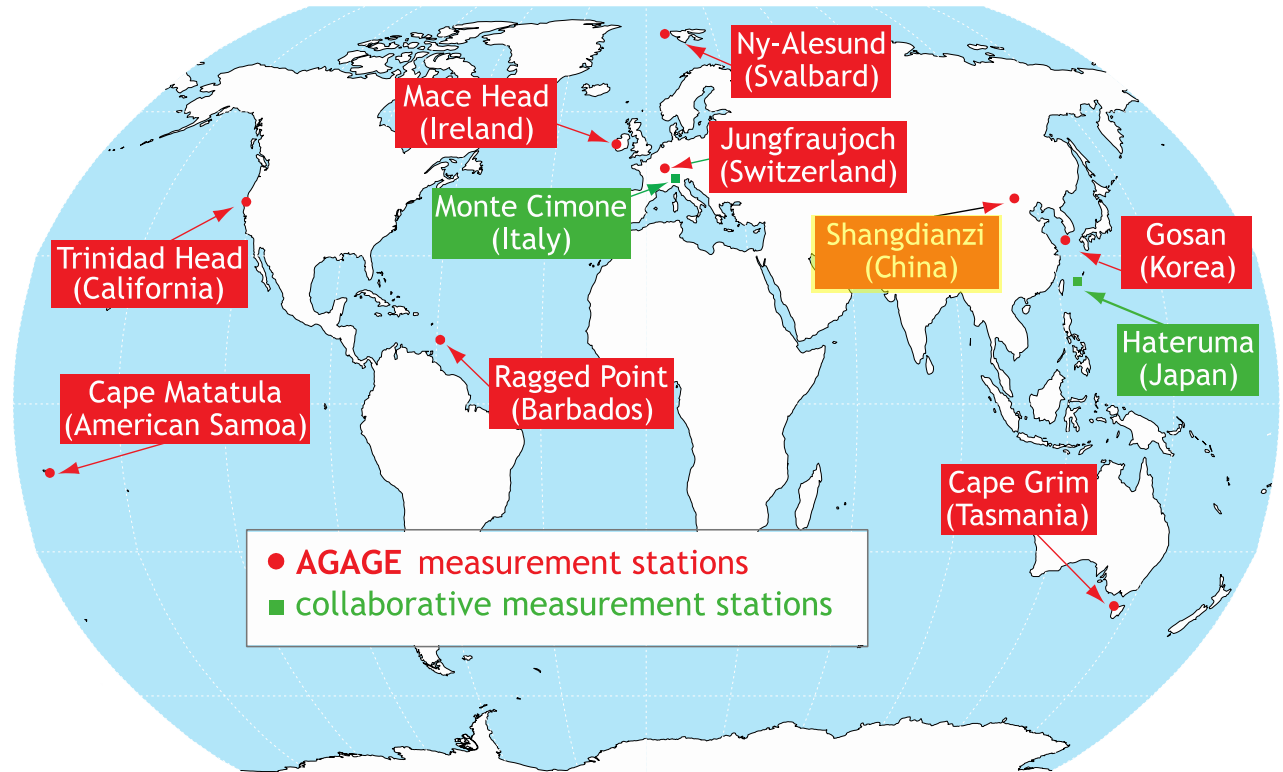 Ny-Alesund
(Svalbard)
Mace Head
(Ireland)
Jungfraujoch
(Switzerland)
Monte Cimone
(Italy)
Shangdianzi
(China)
Gosan
(Korea)
Trinidad Head
(California)
Hateruma
(Japan)
Ragged Point
(Barbados)
Cape Matatula
(American Samoa)
Cape Grim
(Tasmania)
AGAGE measurement stations
collaborative measurement stations